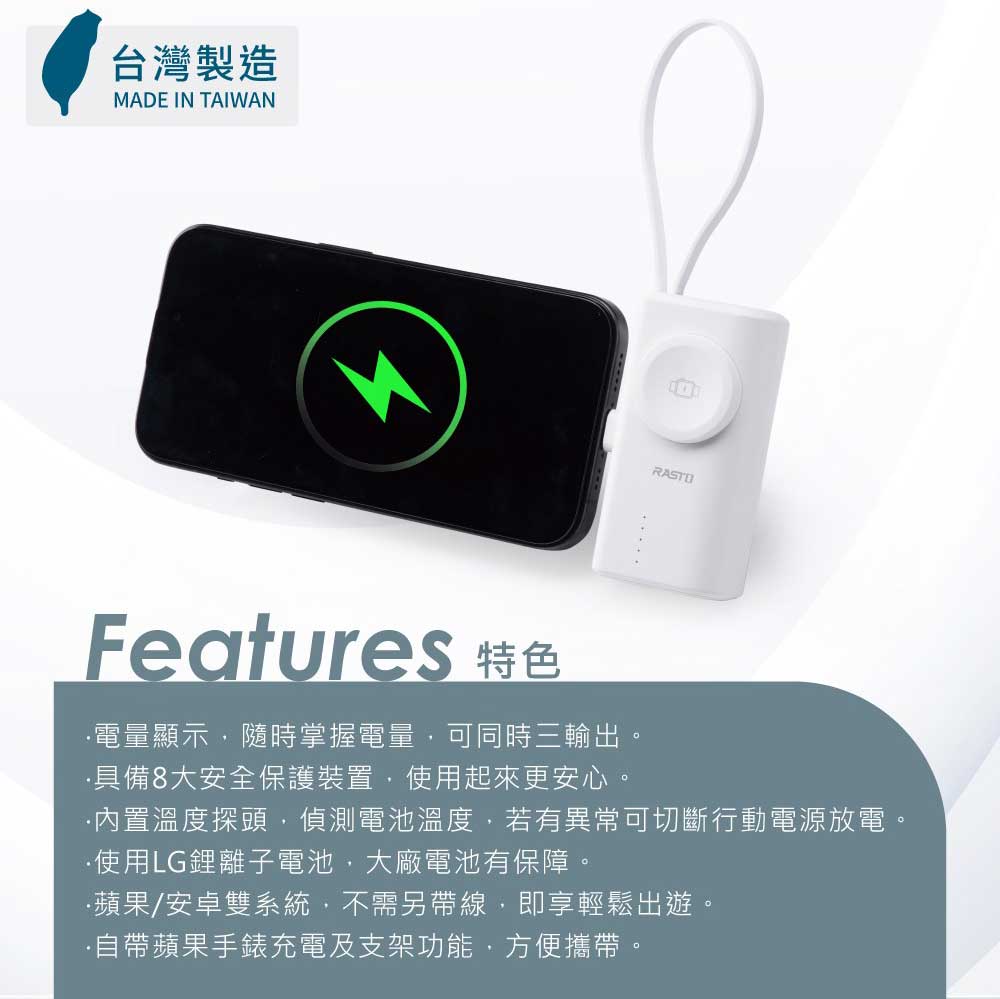 台灣製造
MADE IN TAIWAN
RASTO
Features 特色
·電量顯示，隨時掌握電量，可同時三輸出。
·具備8大安全保護裝置，使用起來更安心。
·內置溫度探頭，偵測電池溫度，若有異常可切斷行動電源放電。
·使用LG鋰離子電池，大廠電池有保障。
·蘋果/安卓雙系統，不需另帶線，即享輕鬆出遊。
·自帶蘋果手錶充電及支架功能，方便攜帶。